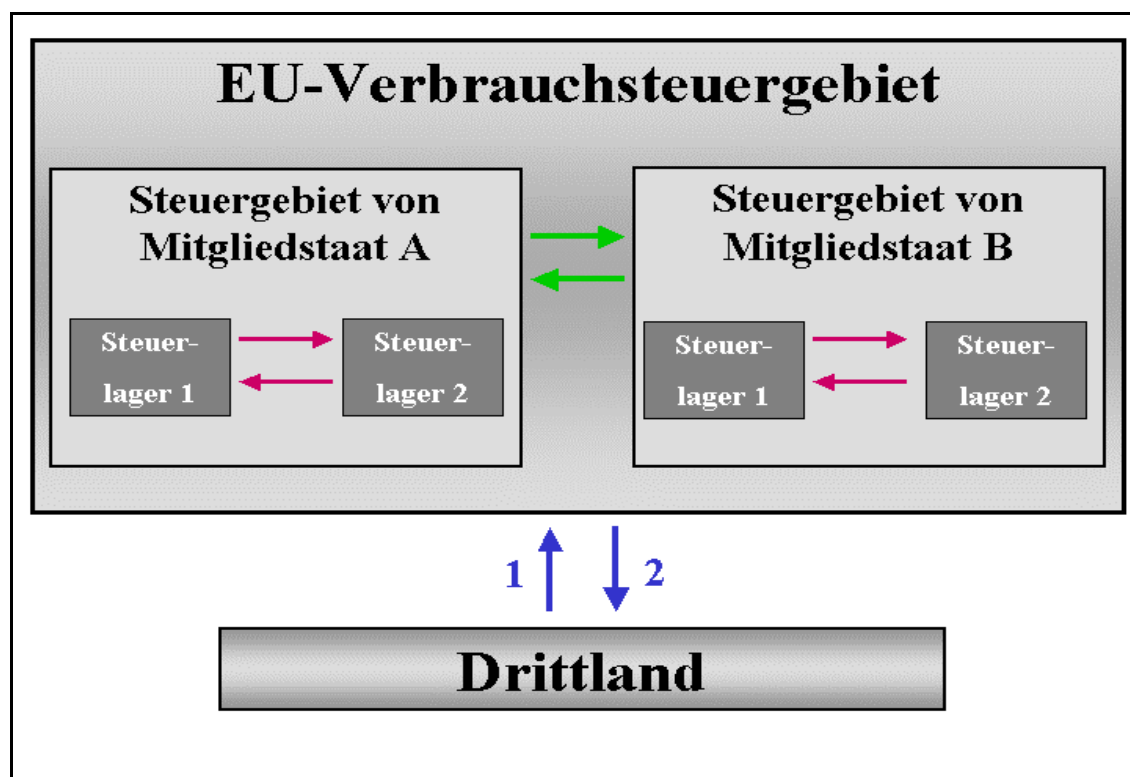 EU-Verbrauchsteuergebiet
Steuergebiet von
Mitgliedstaat A
Steuer-
lager 1
Steuer-
lager 2
Steuergebiet von
Mitgliedstaat B
Steuer-
lager 1
Steuer-
lager 2
1
2
Drittland